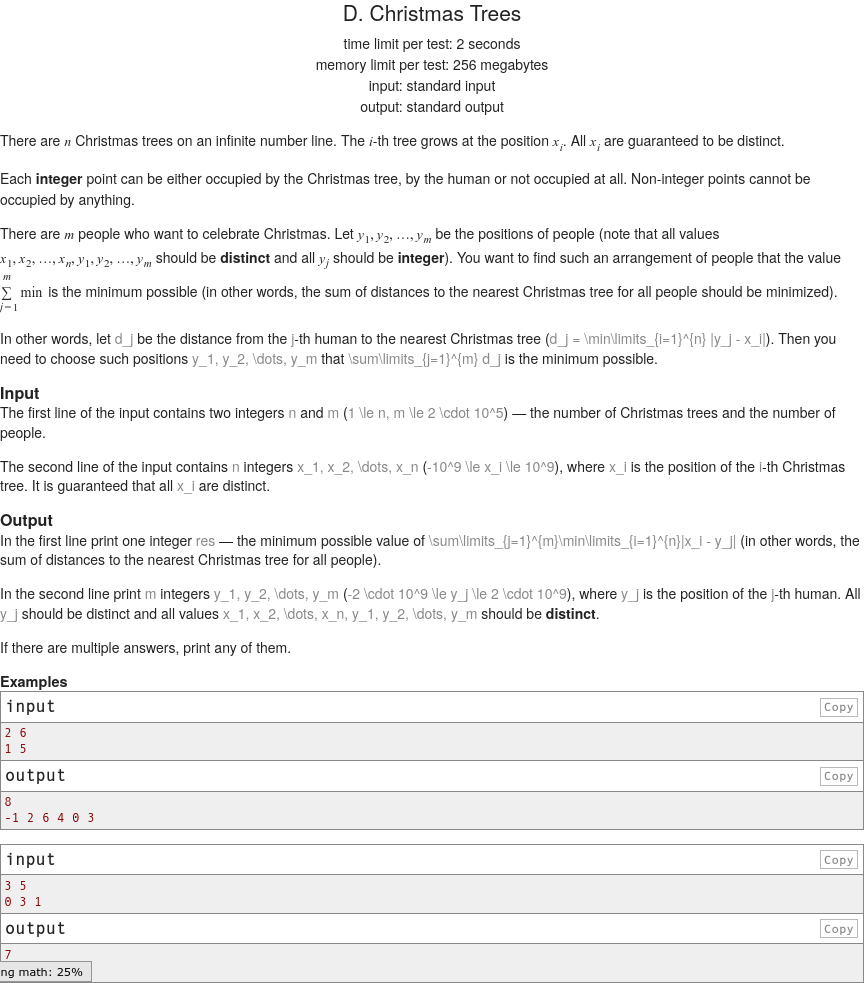 D. Christmas Trees
time limit per test: 2 seconds
memory limit per test: 256 megabytes
input: standard input
output: standard output
There are n Christmas trees on an infinite number line. The i-th tree grows at the position x_i. All x_i are guaranteed to be distinct.
Each integer point can be either occupied by the Christmas tree, by the human or not occupied at all. Non-integer points cannot be
occupied by anything.
There are m people who want to celebrate Christmas. Let y_1, y_2, …, y_m be the positions of people (note that all values
x_1, x_2, …, x_n, y_1, y_2, …, y_m should be distinct and all y_j should be integer). You want to find such an arrangement of people that the value
m
∑ min is the minimum possible (in other words, the sum of distances to the nearest Christmas tree for all people should be minimized).
j=1
In other words, let d_j be the distance from the j-th human to the nearest Christmas tree (d_j = \min\limits_{i=1}^{n} |y_j - x_i|). Then you
need to choose such positions y_1, y_2, \dots, y_m that \sum\limits_{j=1}^{m} d_j is the minimum possible.
Input
The first line of the input contains two integers n and m (1 \le n, m \le 2 \cdot 10^5) — the number of Christmas trees and the number of
people.
The second line of the input contains n integers x_1, x_2, \dots, x_n (-10^9 \le x_i \le 10^9), where x_i is the position of the i-th Christmas
tree. It is guaranteed that all x_i are distinct.
Output
In the first line print one integer res — the minimum possible value of \sum\limits_{j=1}^{m}\min\limits_{i=1}^{n}|x_i - y_j| (in other words, the
sum of distances to the nearest Christmas tree for all people).
In the second line print m integers y_1, y_2, \dots, y_m (-2 \cdot 10^9 \le y_j \le 2 \cdot 10^9), where y_j is the position of the j-th human. All
y_j should be distinct and all values x_1, x_2, \dots, x_n, y_1, y_2, \dots, y_m should be distinct.
If there are multiple answers, print any of them.
Examples
input Copy
2 6
1 5
output Copy
8
-1 2 6 4 0 3
input Copy
3 5
0 3 1
output Copy
7
ng math: 25%